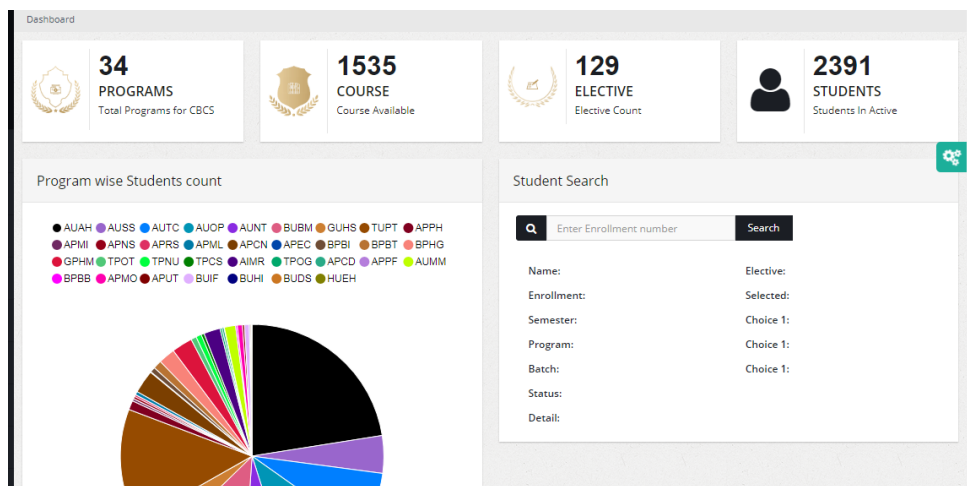 Dashboard
34
PROGRAMS
Total Programs for CBCS
1535
COURSE
Course Available
129
ELECTIVE
Elective Count
2391
STUDENTS
Students In Active
Program wise Students count
AUAH AUSS AUTC AUOP AUNT BUBM GUHS TUPT APPH
APMI APNS APRS APML APCN APEC BPBI BPBT BPHG
GPHM TPOT TPNU TPCS AIMR TPOG APCD APPF AUMM
BPBB APMO APUT BUIF BUHI BUDS HUEH
Student Search
Enter Enrollment number Search
Name: Elective:
Enrollment: Selected:
Semester: Choice 1:
Program: Choice 1:
Batch: Choice 1:
Status:
Detail: